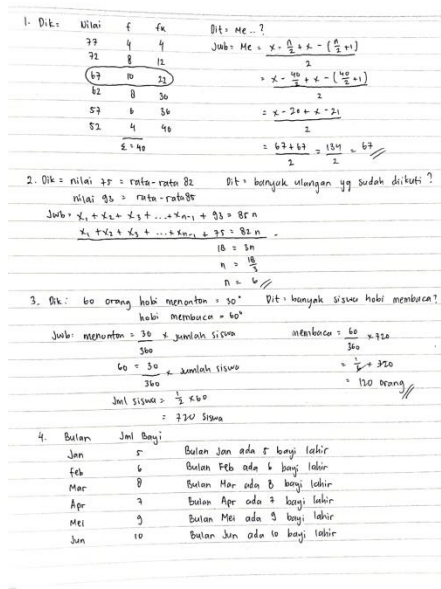 1. Dik = Nilai f fk Dit = Me ..?
77 4 4 Jwb = Me = x - n/2 + x - (n/2 + 1) / 2
72 8 12
67 10 22 = x - 40/2 + x - (40/2 + 1) / 2
62 8 30
57 6 36 = x - 20 + x - 21 / 2
52 4 40
Σ = 40 = 67 + 67 / 2 = 134 / 2 = 67
2. Dik = nilai 75 = rata-rata 82 Dit = banyak ulangan yg sudah diikuti ?
nilai 93 = rata-rata 85
Jwb = x1 + x2 + x3 + ... + xn-1 + 93 = 85 n
x1 + x2 + x3 + ... + xn-1 + 75 = 82 n -
18 = 3n
n = 18/3
n = 6
3. Dik : 60 orang hobi menonton = 30° Dit = banyak siswa hobi membaca ?
hobi membaca = 60°
Jwb : menonton = 30/360 x jumlah siswa membaca = 60/360 x 720
60 = 30/360 x jumlah siswa = 1/6 x 720
Jml siswa = 1/2 x 60 = 120 orang
= 720 siswa
4. Bulan Jml Bayi
Jan 5 Bulan Jan ada 5 bayi lahir
Feb 6 Bulan Feb ada 6 bayi lahir
Mar 8 Bulan Mar ada 8 bayi lahir
Apr 7 Bulan Apr ada 7 bayi lahir
Mei 9 Bulan Mei ada 9 bayi lahir
Jun 10 Bulan Jun ada 10 bayi lahir